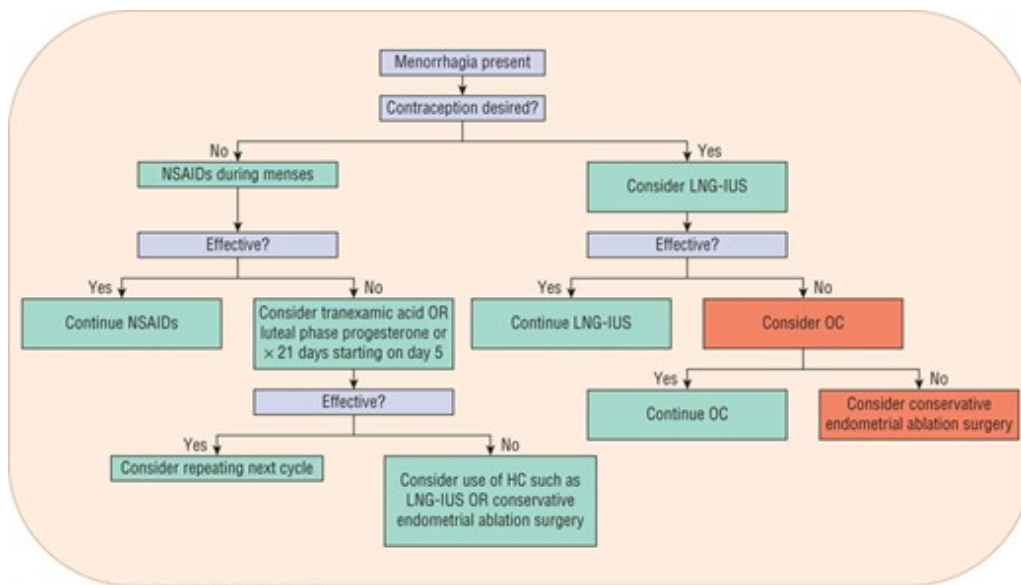 Menorrhagia present
Contraception desired?
No
Yes
NSAIDs during menses
Consider LNG-IUS
Effective?
Effective?
Yes
No
Yes
No
Continue NSAIDs
Consider tranexamic acid OR
luteal phase progesterone or
× 21 days starting on day 5
Continue LNG-IUS
Consider OC
Yes
No
Effective?
Continue OC
Consider conservative
endometrial ablation surgery
Yes
No
Consider repeating next cycle
Consider use of HC such as
LNG-IUS OR conservative
endometrial ablation surgery